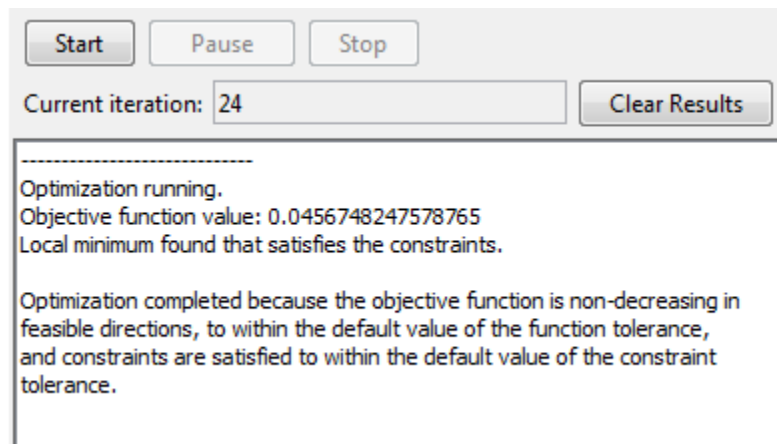 Start Pause Stop
Current iteration: 24 Clear Results
------------------------------
Optimization running.
Objective function value: 0.0456748247578765
Local minimum found that satisfies the constraints.
Optimization completed because the objective function is non-decreasing in
feasible directions, to within the default value of the function tolerance,
and constraints are satisfied to within the default value of the constraint
tolerance.